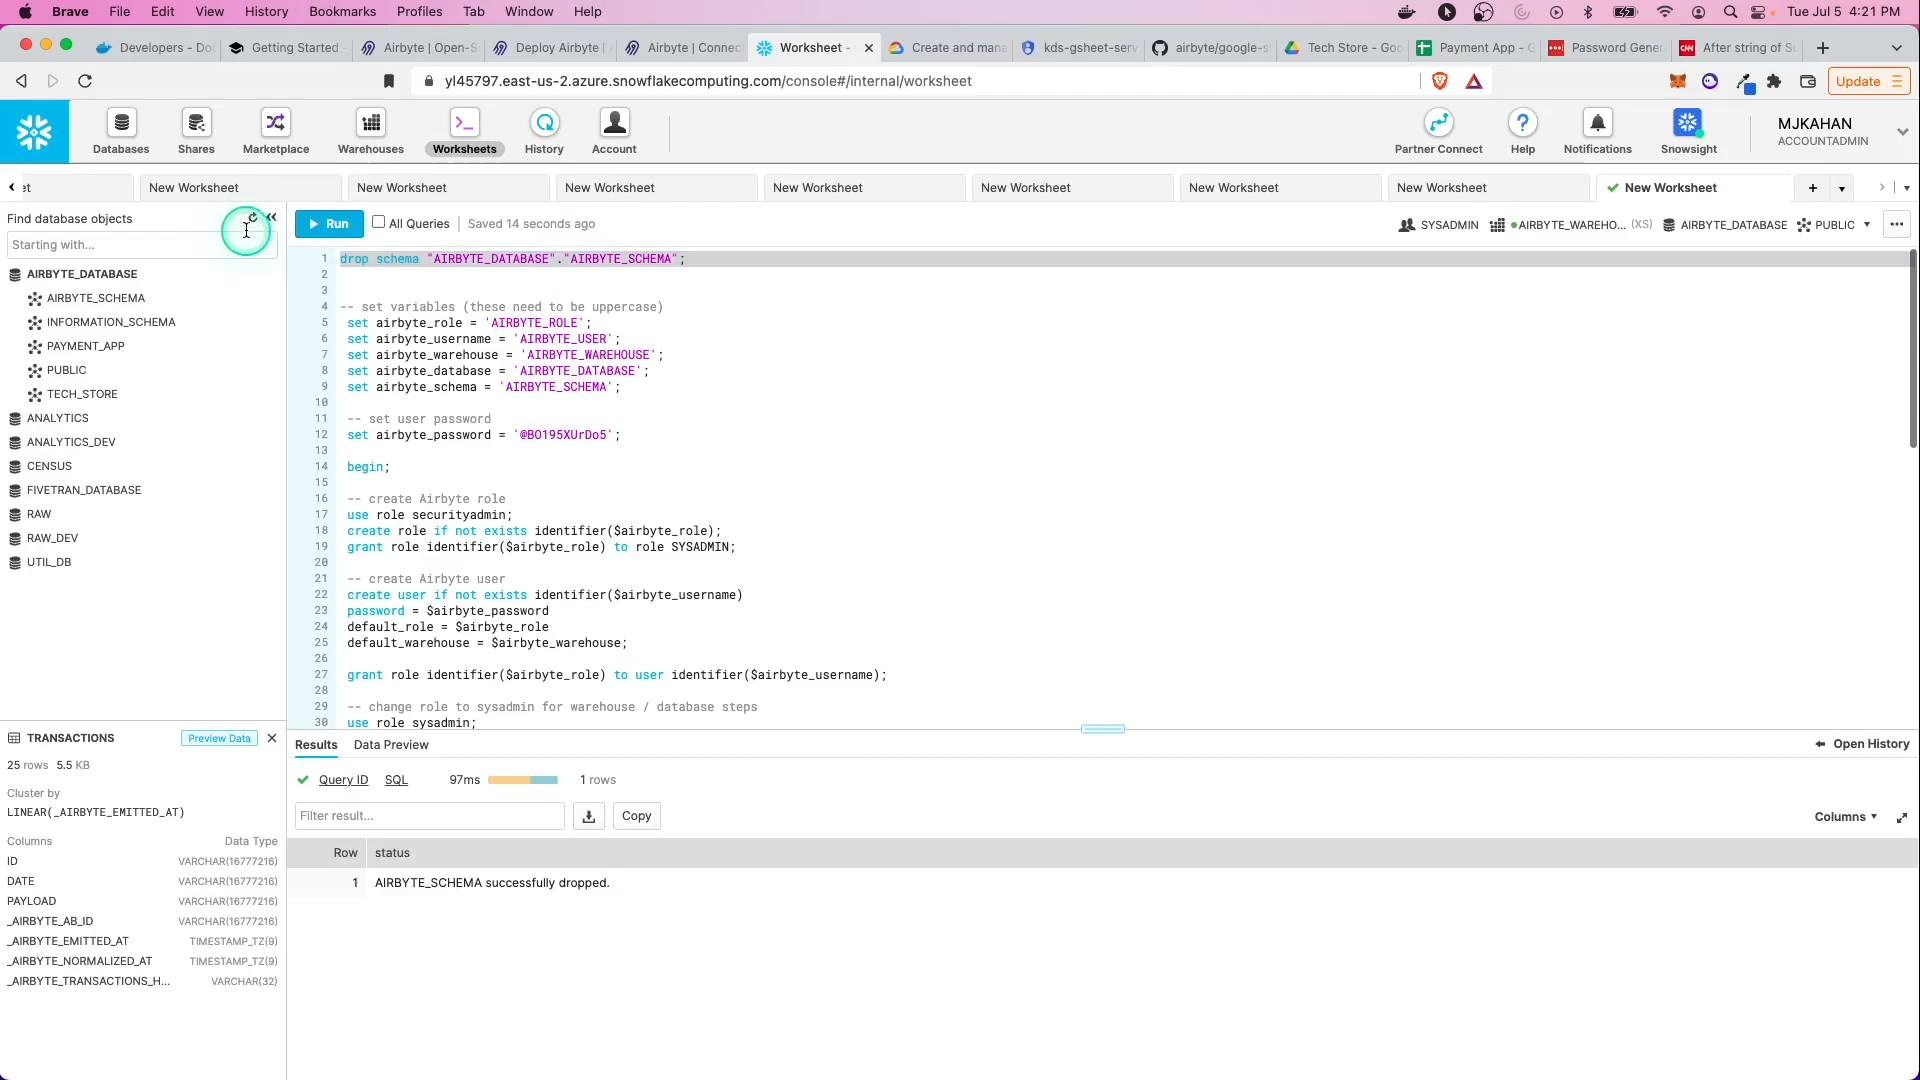 Brave File Edit View History Bookmarks Profiles Tab Window Help
Tue Jul 5 4:21 PM
Developers - Do
Getting Started -
Airbyte | Open-S
Deploy Airbyte |
Airbyte | Connec
Worksheet -
Create and mana
kds-gsheet-serv
airbyte/google-s
Tech Store - Goo
Payment App - G
Password Gener
CNN
After string of Su
yl45797.east-us-2.azure.snowflakecomputing.com/console#/internal/worksheet
Update
Databases
Shares
Marketplace
Warehouses
Worksheets
History
Account
Partner Connect
Help
Notifications
Snowsight
MJKAHAN
ACCOUNTADMIN
et
New Worksheet
New Worksheet
New Worksheet
New Worksheet
New Worksheet
New Worksheet
New Worksheet
New Worksheet
Find database objects
Starting with...
Run
All Queries
Saved 14 seconds ago
SYSADMIN
AIRBYTE_WAREHO... (XS)
AIRBYTE_DATABASE
PUBLIC
AIRBYTE_DATABASE
AIRBYTE_SCHEMA
INFORMATION_SCHEMA
PAYMENT_APP
PUBLIC
TECH_STORE
ANALYTICS
ANALYTICS_DEV
CENSUS
FIVETRAN_DATABASE
RAW
RAW_DEV
UTIL_DB
1 drop schema "AIRBYTE_DATABASE"."AIRBYTE_SCHEMA";
2
3
4 -- set variables (these need to be uppercase)
5 set airbyte_role = 'AIRBYTE_ROLE';
6 set airbyte_username = 'AIRBYTE_USER';
7 set airbyte_warehouse = 'AIRBYTE_WAREHOUSE';
8 set airbyte_database = 'AIRBYTE_DATABASE';
9 set airbyte_schema = 'AIRBYTE_SCHEMA';
10
11 -- set user password
12 set airbyte_password = '@BO195XUrDo5';
13
14 begin;
15
16 -- create Airbyte role
17 use role securityadmin;
18 create role if not exists identifier($airbyte_role);
19 grant role identifier($airbyte_role) to role SYSADMIN;
20
21 -- create Airbyte user
22 create user if not exists identifier($airbyte_username)
23 password = $airbyte_password
24 default_role = $airbyte_role
25 default_warehouse = $airbyte_warehouse;
26
27 grant role identifier($airbyte_role) to user identifier($airbyte_username);
28
29 -- change role to sysadmin for warehouse / database steps
30 use role sysadmin;
TRANSACTIONS
Preview Data
25 rows 5.5 KB
Cluster by
LINEAR(_AIRBYTE_EMITTED_AT)
Columns Data Type
ID VARCHAR(16777216)
DATE VARCHAR(16777216)
PAYLOAD VARCHAR(16777216)
_AIRBYTE_AB_ID VARCHAR(16777216)
_AIRBYTE_EMITTED_AT TIMESTAMP_TZ(9)
_AIRBYTE_NORMALIZED_AT TIMESTAMP_TZ(9)
_AIRBYTE_TRANSACTIONS_H... VARCHAR(32)
Results
Data Preview
Open History
Query ID
SQL
97ms
1 rows
Filter result...
Copy
Columns
Row status
1 AIRBYTE_SCHEMA successfully dropped.